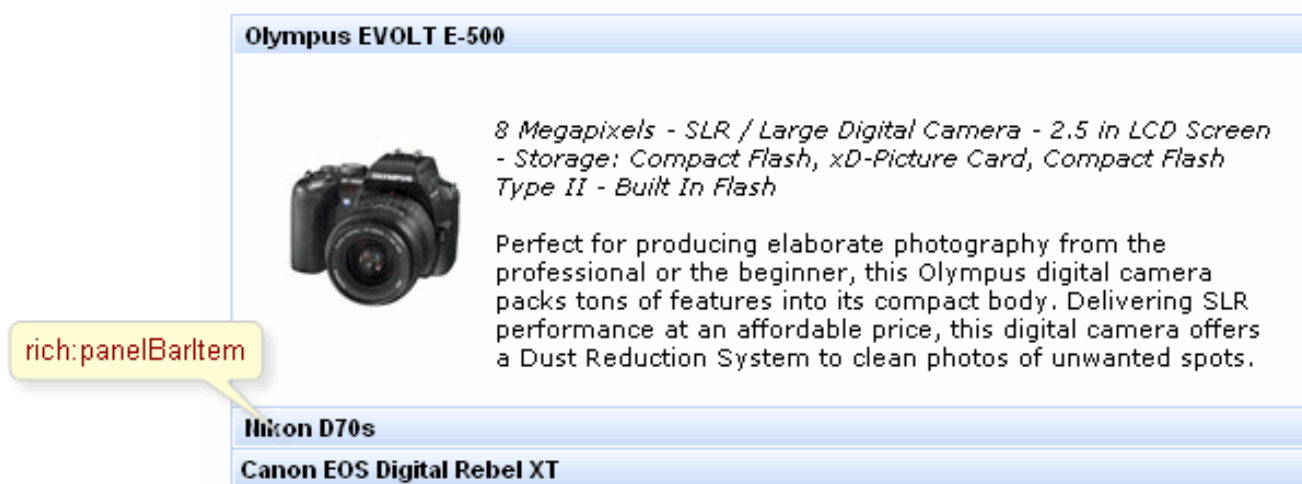 Olympus EVOLT E-500
8 Megapixels - SLR / Large Digital Camera - 2.5 in LCD Screen
- Storage: Compact Flash, xD-Picture Card, Compact Flash
Type II - Built In Flash
OLYMPUS
Perfect for producing elaborate photography from the
professional or the beginner, this Olympus digital camera
packs tons of features into its compact body. Delivering SLR
performance at an affordable price, this digital camera offers
a Dust Reduction System to clean photos of unwanted spots.
rich:panelBarItem
Nikon D70s
Canon EOS Digital Rebel XT